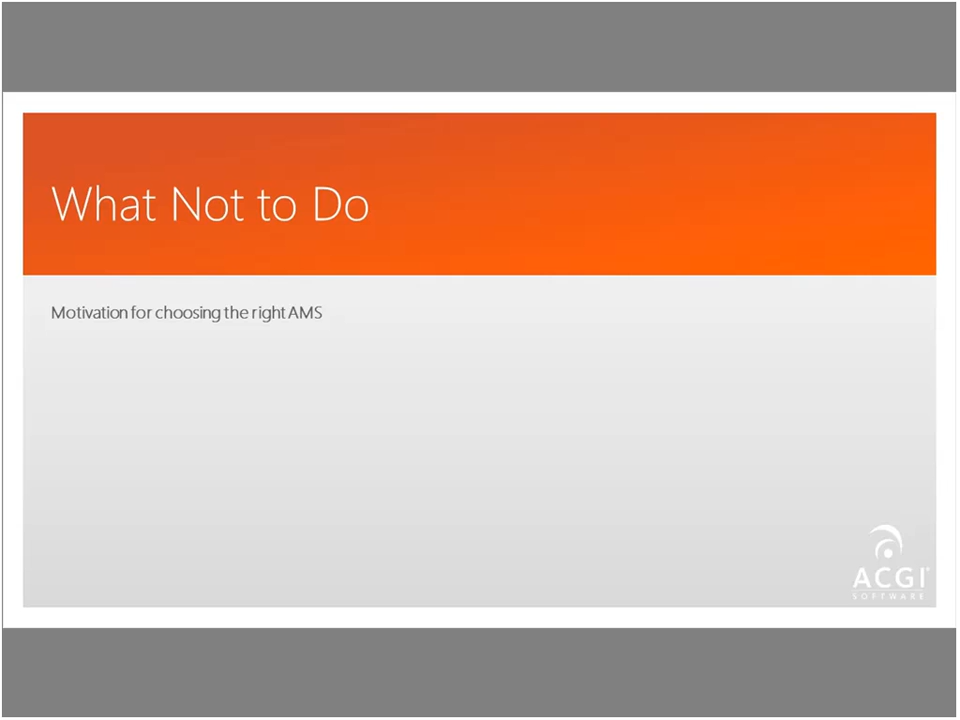 What Not to Do
Motivation for choosing the right AMS
ACGI®
SOFTWARE